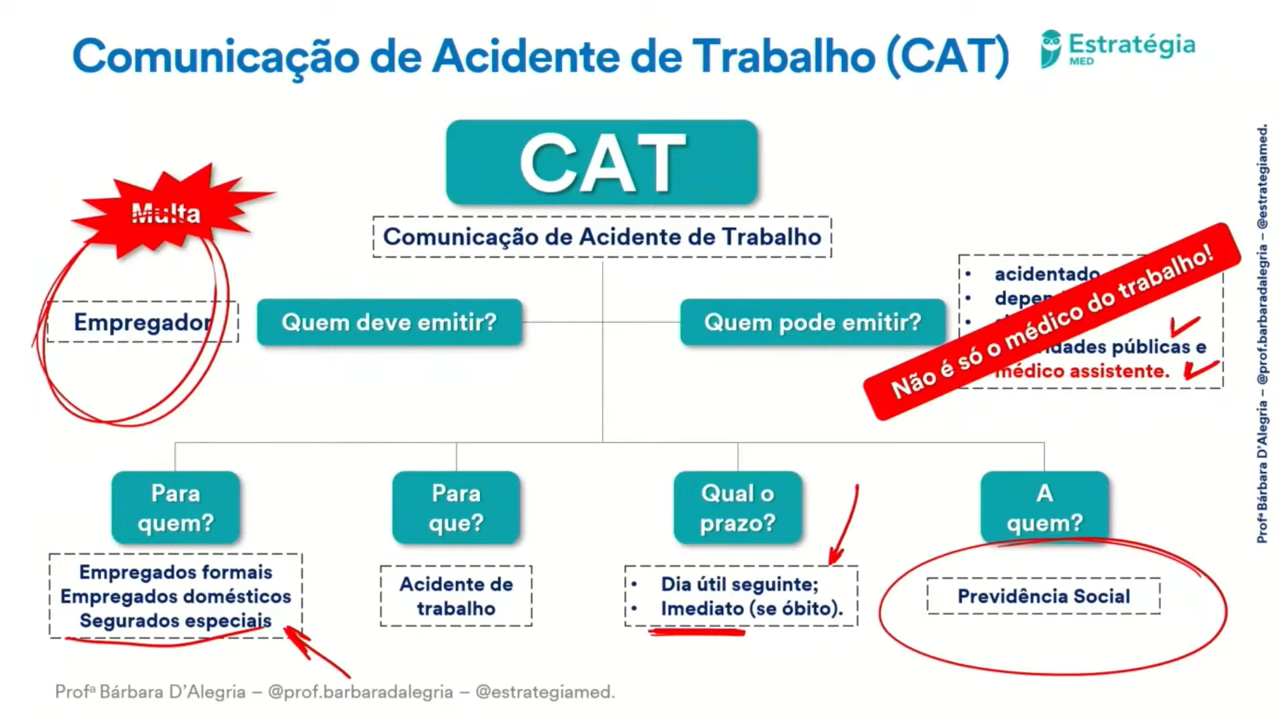 Comunicação de Acidente de Trabalho (CAT)
Estratégia
MED
CAT
Comunicação de Acidente de Trabalho
Multa
Empregador
Quem deve emitir?
Quem pode emitir?
• acidentado
•
•
públicas e
médico assistente.
Não é só o médico do trabalho!
Para
quem?
Empregados formais
Empregados domésticos
Segurados especiais
Para
que?
Acidente de
trabalho
Qual o
prazo?
• Dia útil seguinte;
• Imediato (se óbito).
A
quem?
Previdência Social
Profª Bárbara D'Alegria – @prof.barbaradalegria – @estrategiamed.
Profª Bárbara D'Alegria – @prof.barbaradalegria – @estrategiamed.